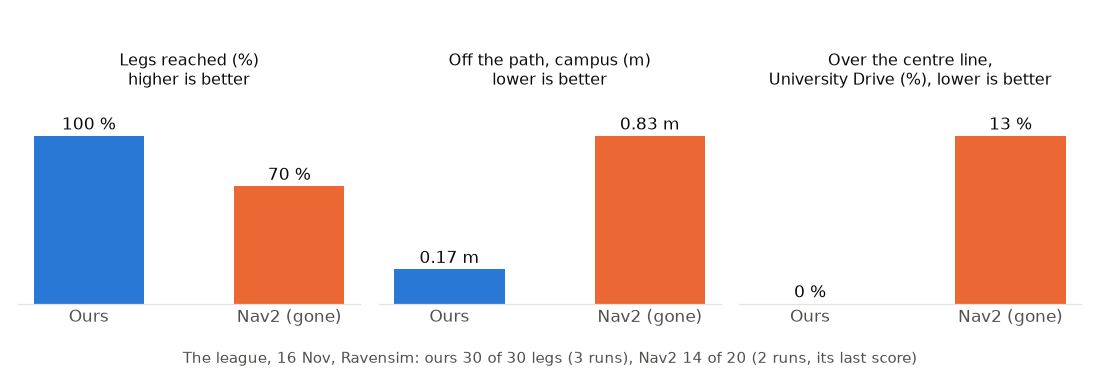 Legs reached (%)
higher is better
100 %
70 %
Ours
Nav2 (gone)
Off the path, campus (m)
lower is better
0.17 m
0.83 m
Ours
Nav2 (gone)
Over the centre line,
University Drive (%), lower is better
0 %
13 %
Ours
Nav2 (gone)
The league, 16 Nov, Ravensim: ours 30 of 30 legs (3 runs), Nav2 14 of 20 (2 runs, its last score)